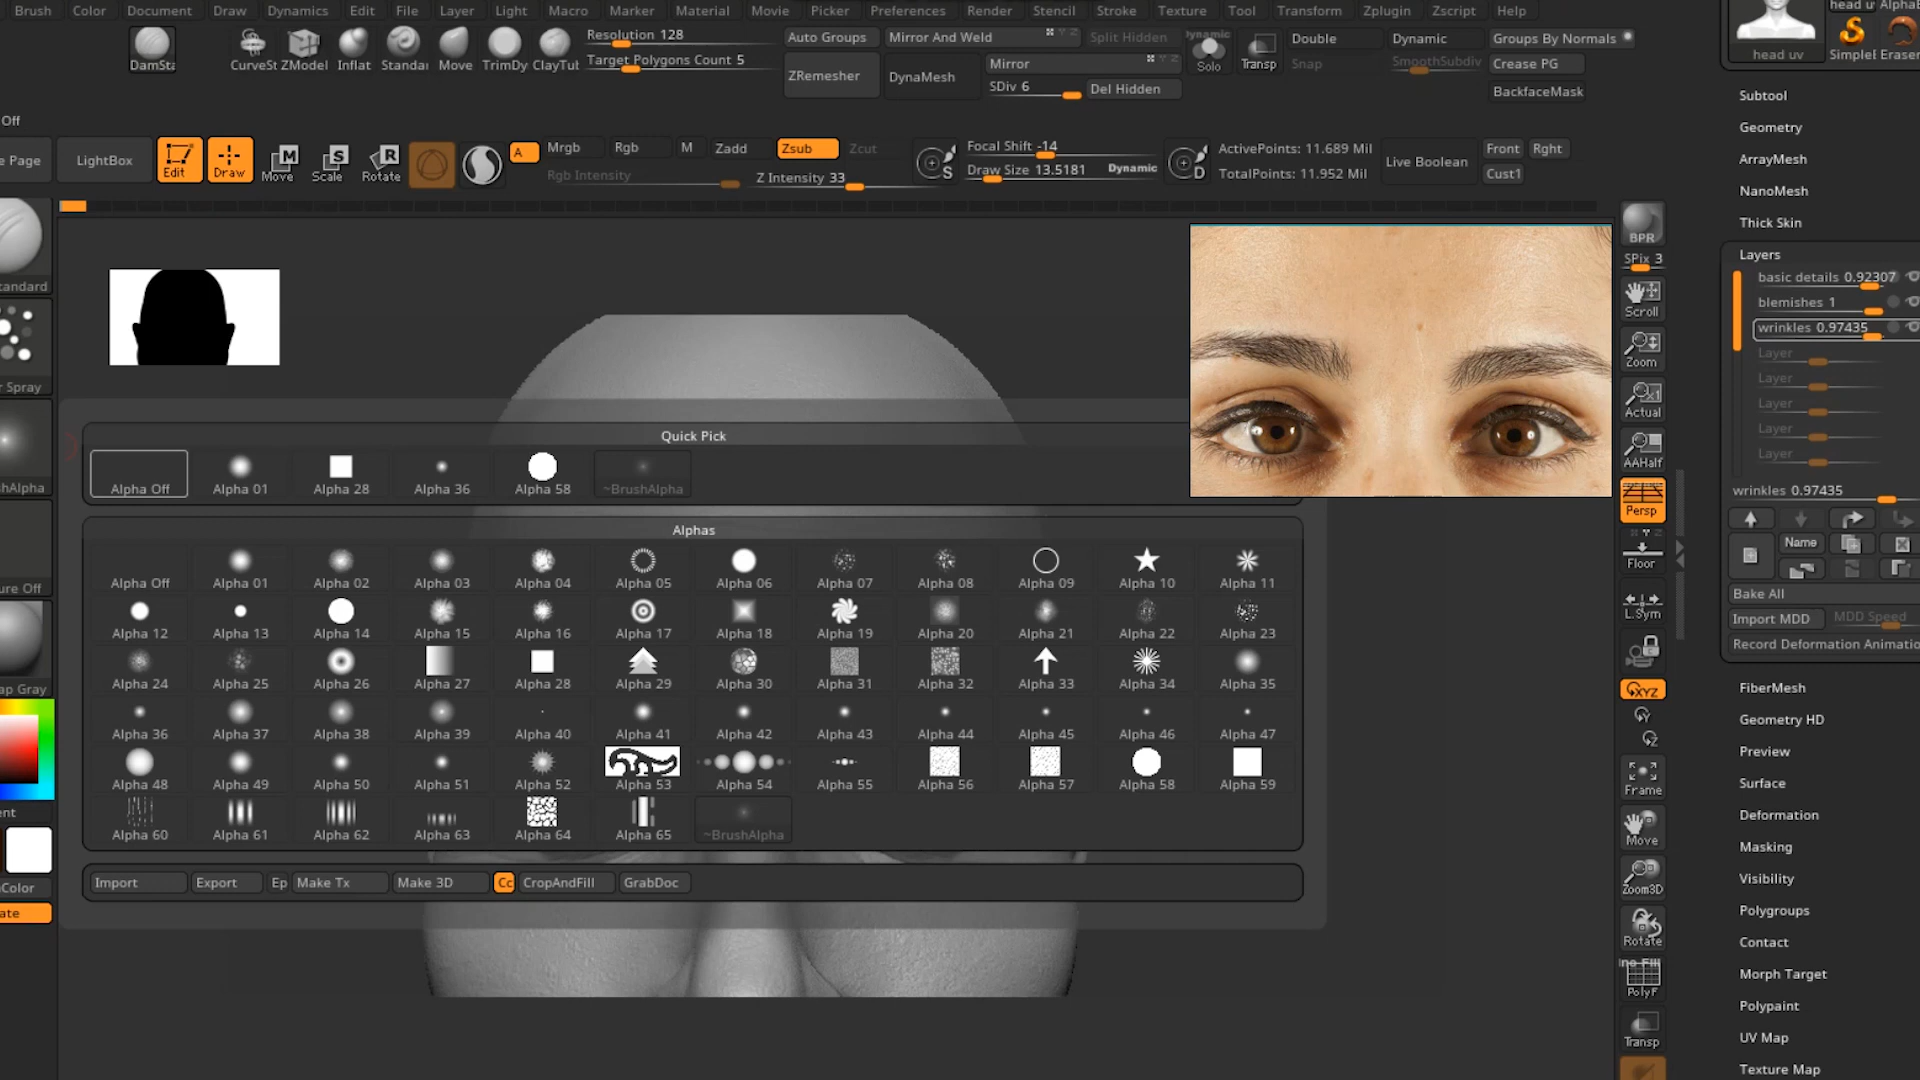 Brush Color Document Draw Dynamics Edit File Layer Light Macro Marker Material Movie Picker Preferences Render Stencil Stroke Surface Texture Tool Transform Zplugin Zscript Help
DamSta CurveSt ZModel Inflat Standar Move TrimDy ClayTub
Resolution 128
Target Polygons Count 5
Auto Groups
ZRemesher
Mirror And Weld
DynaMesh
Mirror
SDiv 6
Split Hidden
Del Hidden
Dynamic
Solo
Transp
Double
Snap
Dynamic
SmoothSubdiv
Groups By Normals
Crease PG
BackfaceMask
head uv
SimpleI Eraser
Off
e Page
LightBox
Edit
Draw
Move
Scale
Rotate
A
Mrgb Rgb M
Rgb Intensity
Zadd Zsub Zcut
Z Intensity 33
Focal Shift -14
Draw Size 13.5181 Dynamic
ActivePoints: 11.689 Mil
TotalPoints: 11.952 Mil
Live Boolean
Front Rght
Cust1
Quick Pick
Alpha Off Alpha 01 Alpha 28 Alpha 36 Alpha 58 ~BrushAlpha
Alphas
Alpha Off Alpha 01 Alpha 02 Alpha 03 Alpha 04 Alpha 05 Alpha 06 Alpha 07 Alpha 08 Alpha 09 Alpha 10 Alpha 11
Alpha 12 Alpha 13 Alpha 14 Alpha 15 Alpha 16 Alpha 17 Alpha 18 Alpha 19 Alpha 20 Alpha 21 Alpha 22 Alpha 23
Alpha 24 Alpha 25 Alpha 26 Alpha 27 Alpha 28 Alpha 29 Alpha 30 Alpha 31 Alpha 32 Alpha 33 Alpha 34 Alpha 35
Alpha 36 Alpha 37 Alpha 38 Alpha 39 Alpha 40 Alpha 41 Alpha 42 Alpha 43 Alpha 44 Alpha 45 Alpha 46 Alpha 47
Alpha 48 Alpha 49 Alpha 50 Alpha 51 Alpha 52 Alpha 53 Alpha 54 Alpha 55 Alpha 56 Alpha 57 Alpha 58 Alpha 59
Alpha 60 Alpha 61 Alpha 62 Alpha 63 Alpha 64 Alpha 65 ~BrushAlpha
Import Export Ep Make Tx Make 3D Cc CropAndFill GrabDoc
BPR
SPix 3
Scroll
Zoom
Actual
AAHalf
Persp
Floor
L.Sym
XYZ
Frame
Move
Zoom3D
Rotate
PolyF
Transp
Subtool
Geometry
ArrayMesh
NanoMesh
Thick Skin
Layers
basic details 0.92307
blemishes 1
wrinkles 0.97435
Layer
Layer
Layer
Layer
Layer
wrinkles 0.97435
Name
Bake All
Import MDD MDD Speed
Record Deformation Animatio
FiberMesh
Geometry HD
Preview
Surface
Deformation
Masking
Visibility
Polygroups
Contact
Morph Target
Polypaint
UV Map
Texture Map